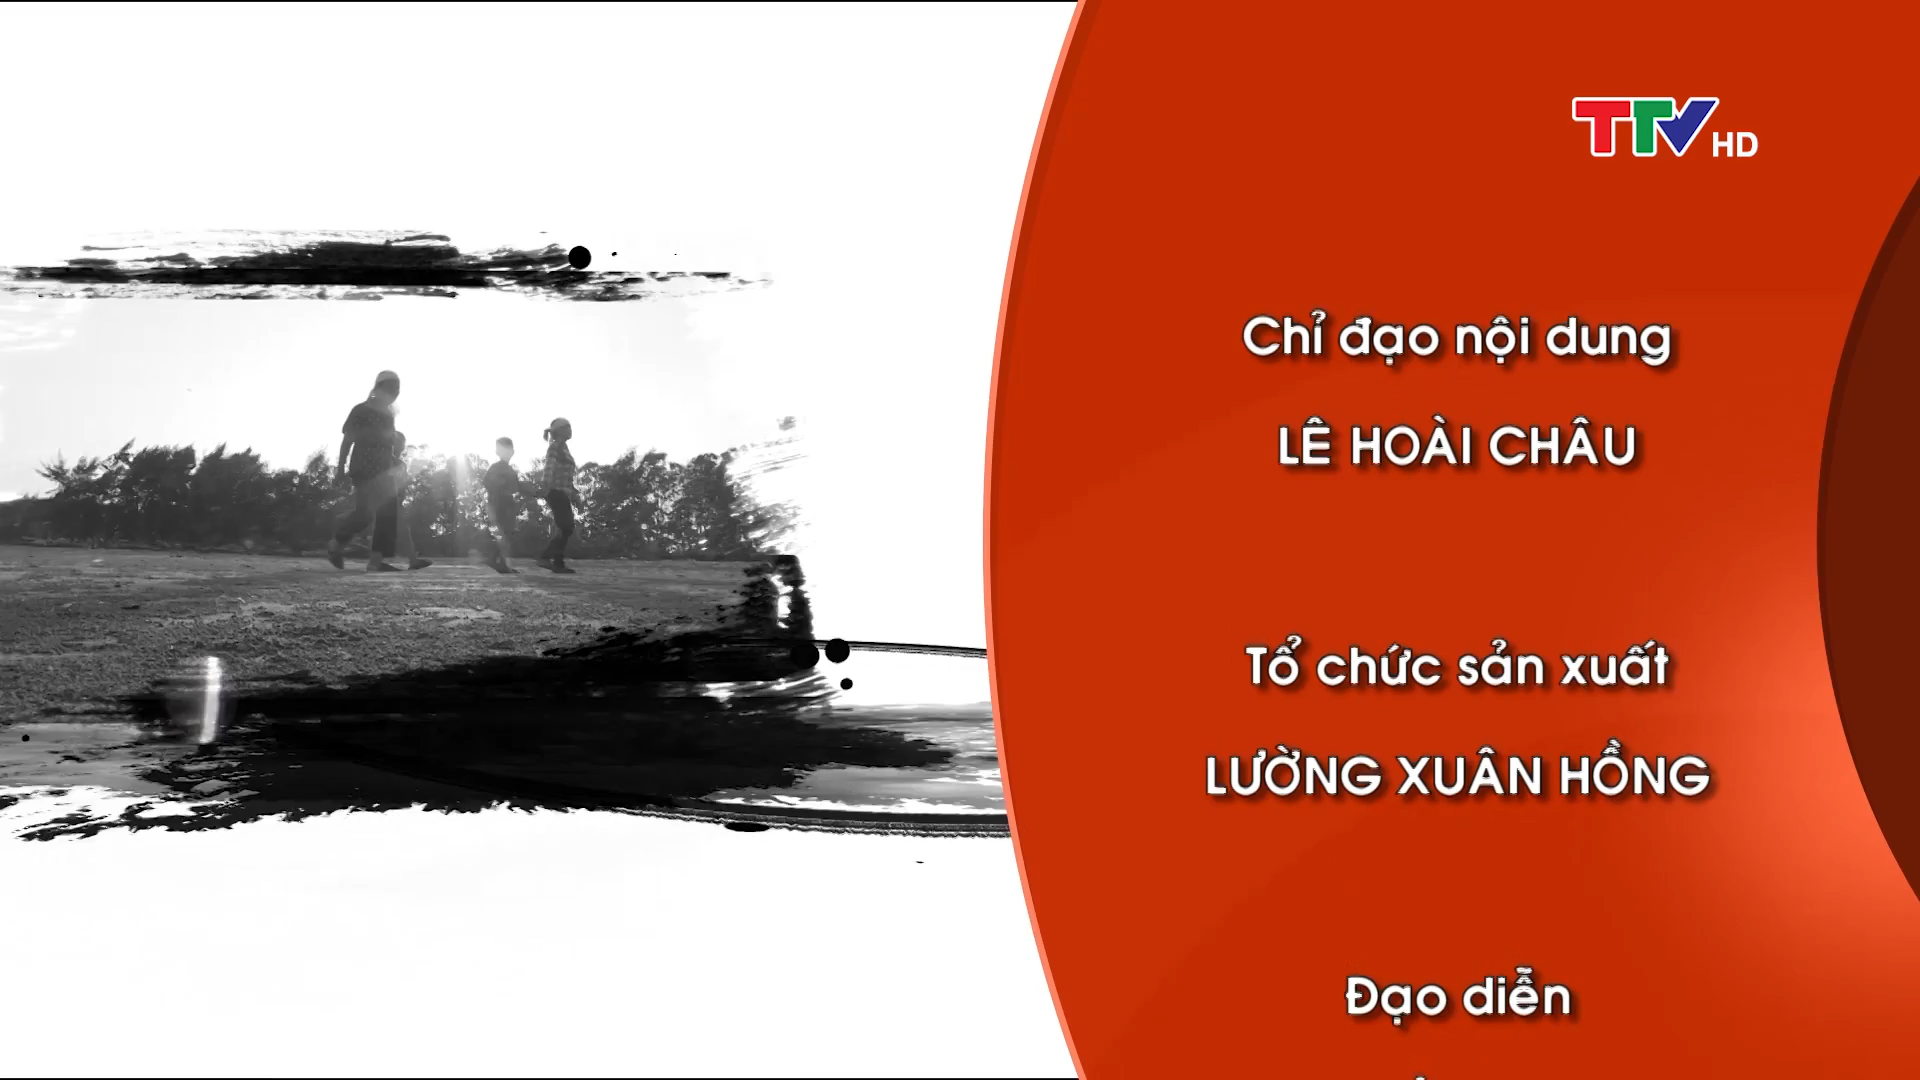 TTV HD
Chỉ đạo nội dung
LÊ HOÀI CHÂU
Tổ chức sản xuất
LƯỜNG XUÂN HỒNG
Đạo diễn